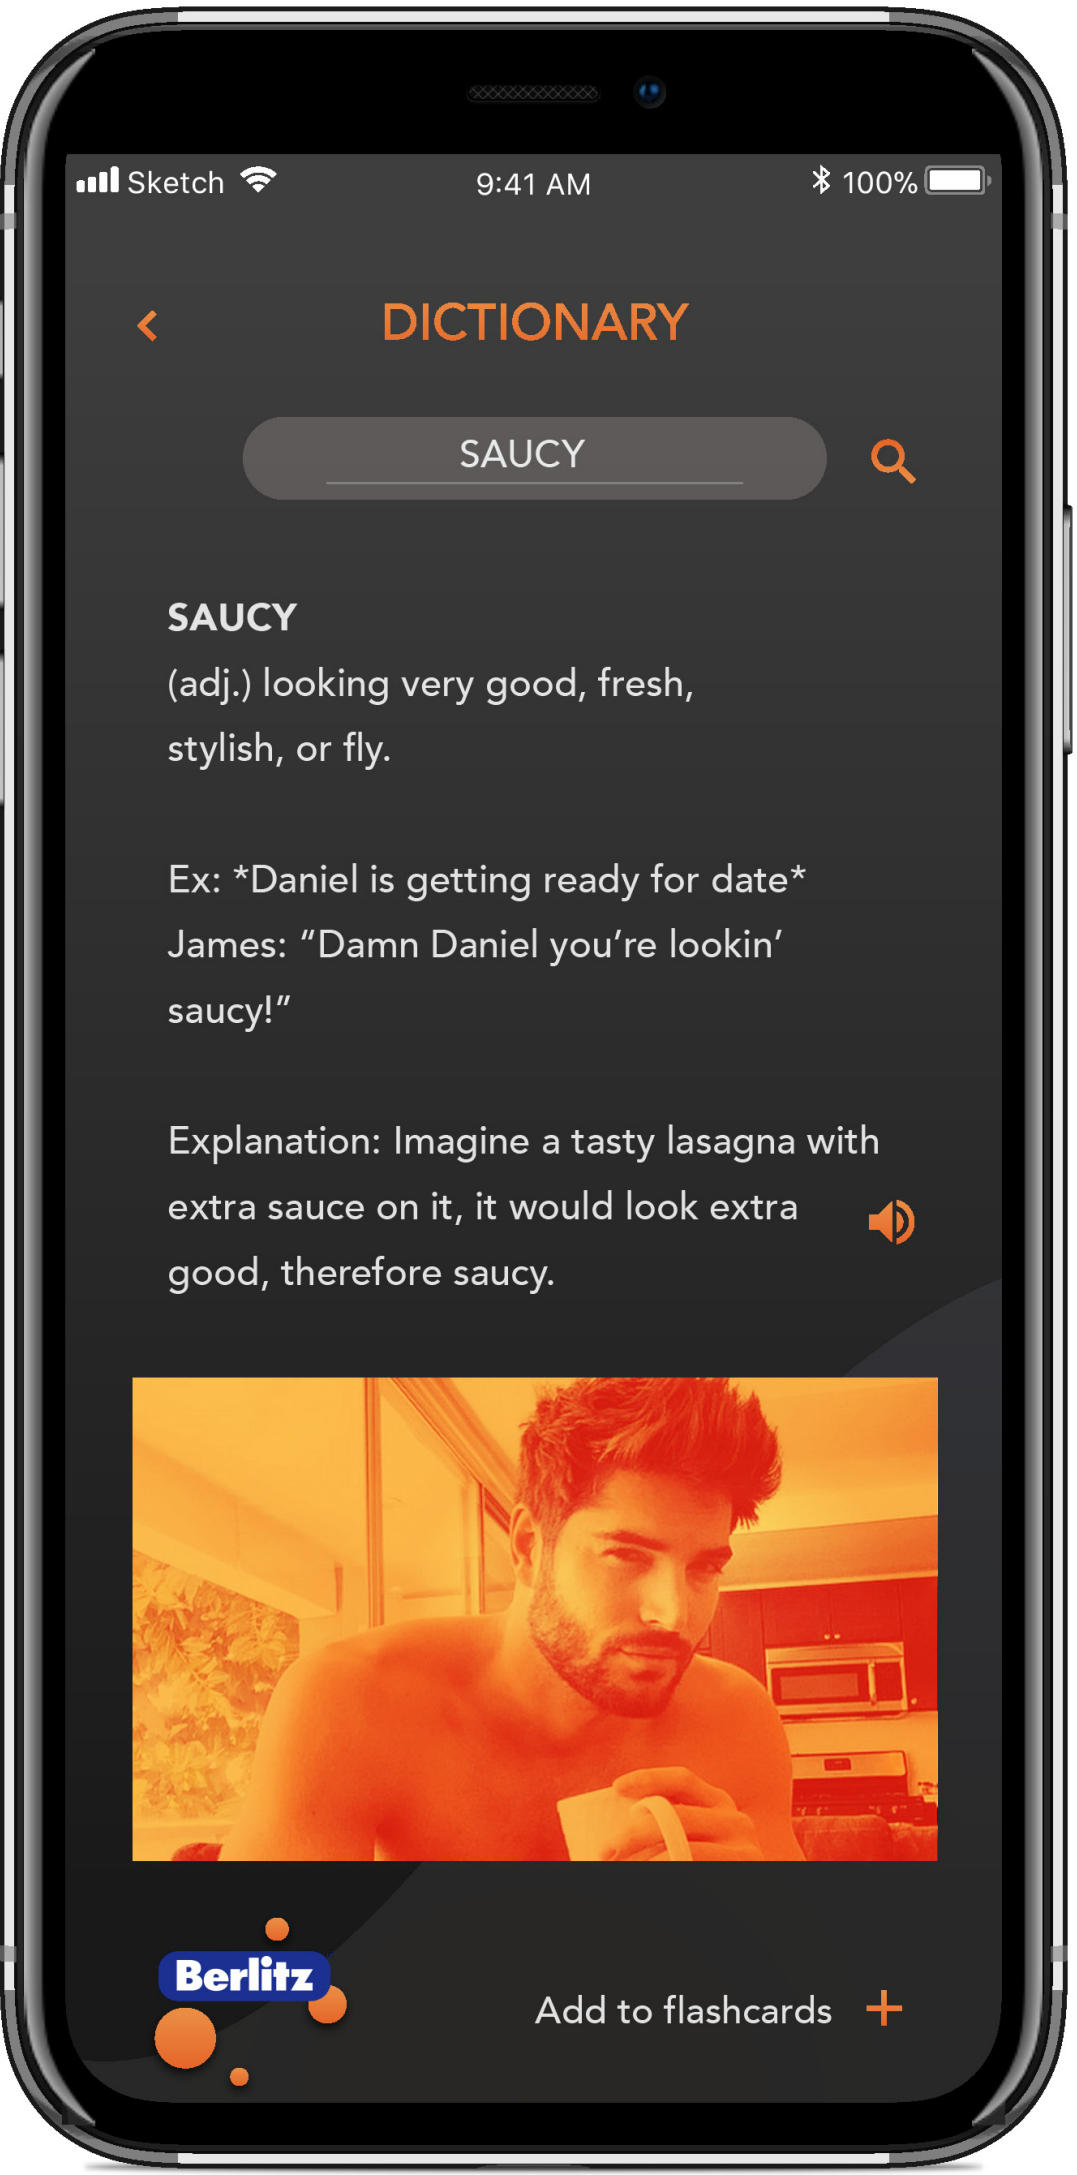 Sketch 9:41 AM 100%
DICTIONARY
SAUCY
SAUCY
(adj.) looking very good, fresh,
stylish, or fly.
Ex: *Daniel is getting ready for date*
James: “Damn Daniel you’re lookin’
saucy!”
Explanation: Imagine a tasty lasagna with
extra sauce on it, it would look extra
good, therefore saucy.
Berlitz
Add to flashcards